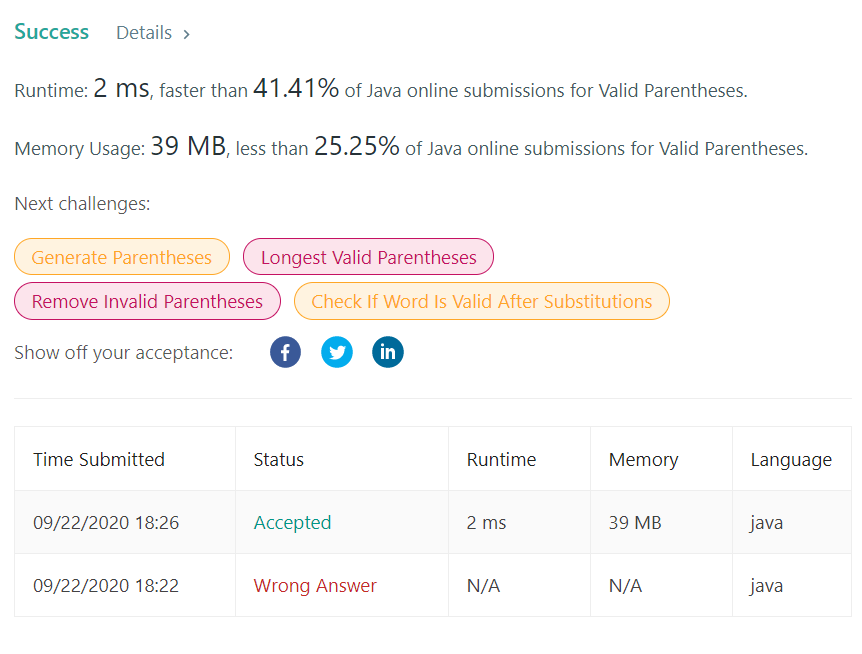 Success Details >
Runtime: 2 ms, faster than 41.41% of Java online submissions for Valid Parentheses.
Memory Usage: 39 MB, less than 25.25% of Java online submissions for Valid Parentheses.
Next challenges:
Generate Parentheses Longest Valid Parentheses
Remove Invalid Parentheses Check If Word Is Valid After Substitutions
Show off your acceptance: f in
Time Submitted Status Runtime Memory Language
09/22/2020 18:26 Accepted 2 ms 39 MB java
09/22/2020 18:22 Wrong Answer N/A N/A java